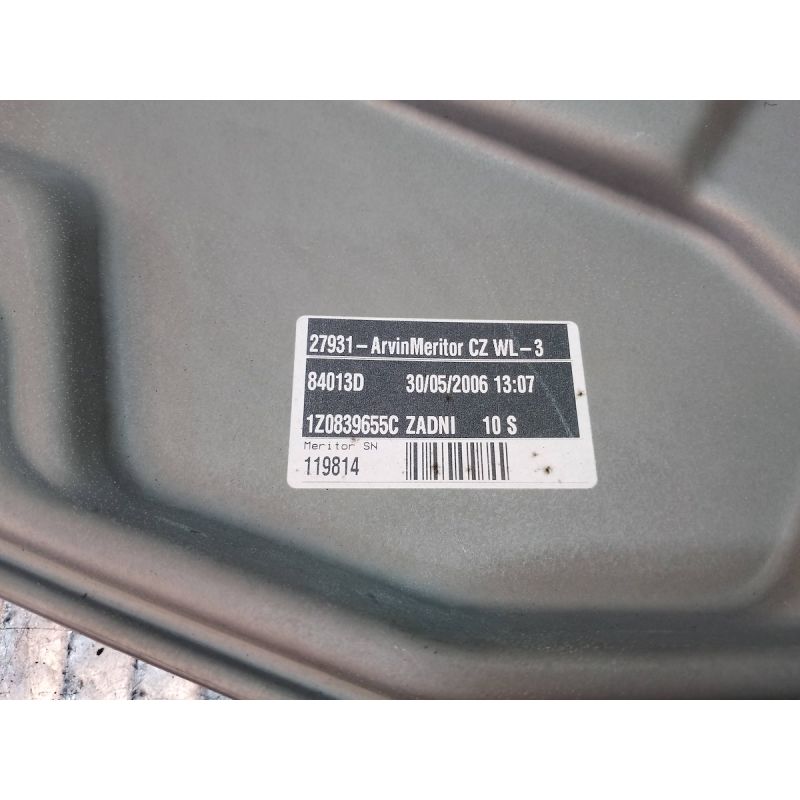 27931-ArvinMeritor CZ WL-3
84013D 30/05/2006 13:07
1Z0839655C ZADNI 10 S
Meritor SN
119814